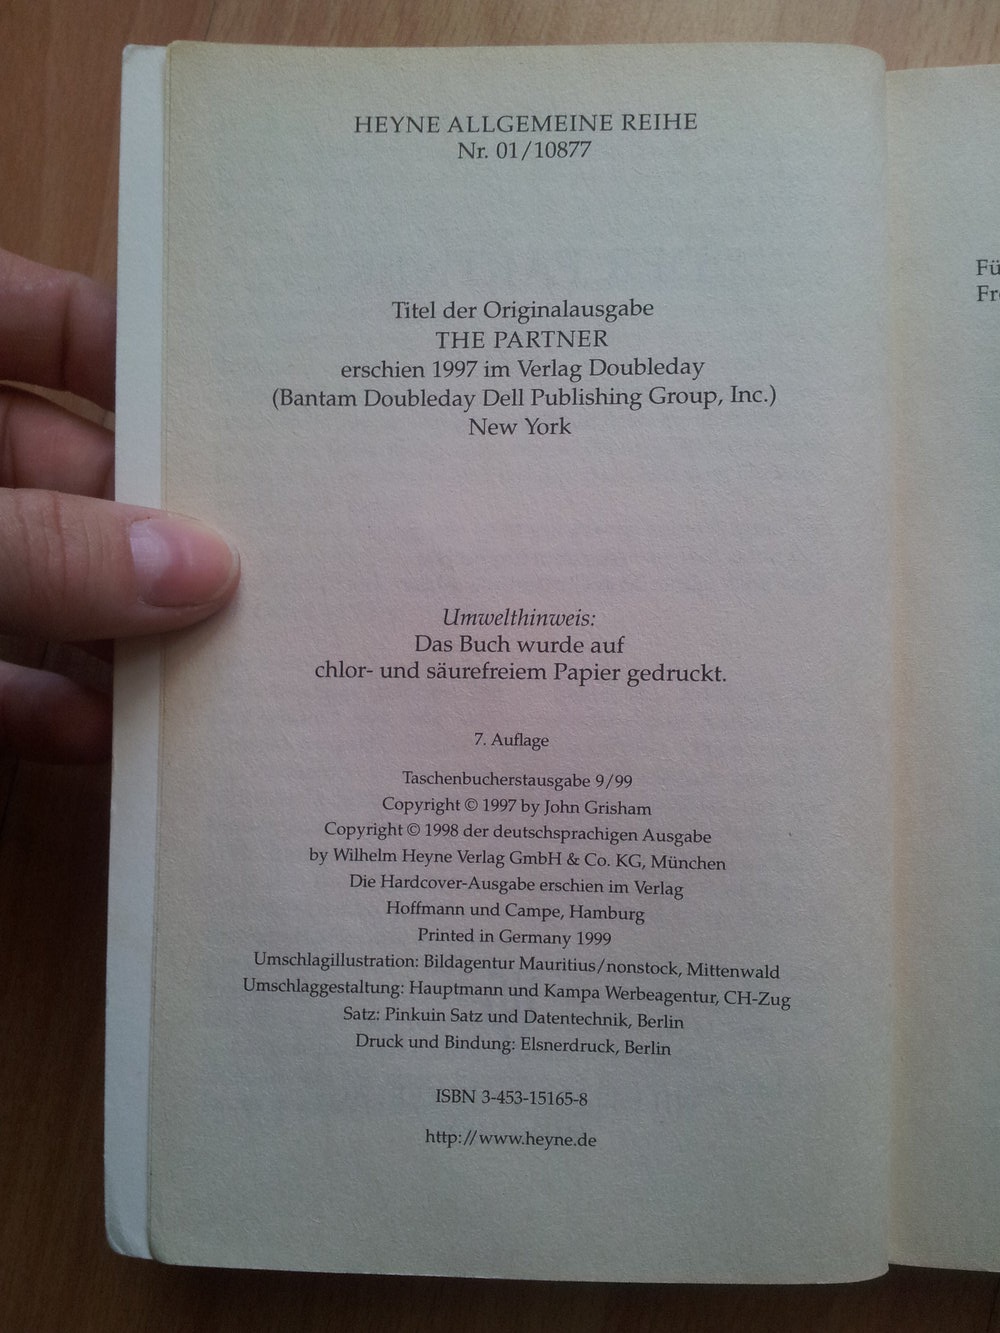 HEYNE ALLGEMEINE REIHE
Nr. 01/10877
Titel der Originalausgabe
THE PARTNER
erschien 1997 im Verlag Doubleday
(Bantam Doubleday Dell Publishing Group, Inc.)
New York
Umwelthinweis:
Das Buch wurde auf
chlor- und säurefreiem Papier gedruckt.
7. Auflage
Taschenbucherstausgabe 9/99
Copyright © 1997 by John Grisham
Copyright © 1998 der deutschsprachigen Ausgabe
by Wilhelm Heyne Verlag GmbH & Co. KG, München
Die Hardcover-Ausgabe erschien im Verlag
Hoffmann und Campe, Hamburg
Printed in Germany 1999
Umschlagillustration: Bildagentur Mauritius/nonstock, Mittenwald
Umschlaggestaltung: Hauptmann und Kampa Werbeagentur, CH-Zug
Satz: Pinkuin Satz und Datentechnik, Berlin
Druck und Bindung: Elsnerdruck, Berlin
ISBN 3-453-15165-8
http://www.heyne.de
Fü